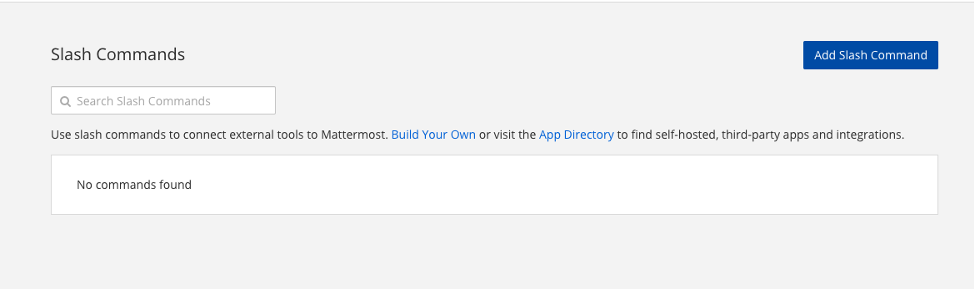 Slash Commands
Add Slash Command
Search Slash Commands
Use slash commands to connect external tools to Mattermost. Build Your Own or visit the App Directory to find self-hosted, third-party apps and integrations.
No commands found